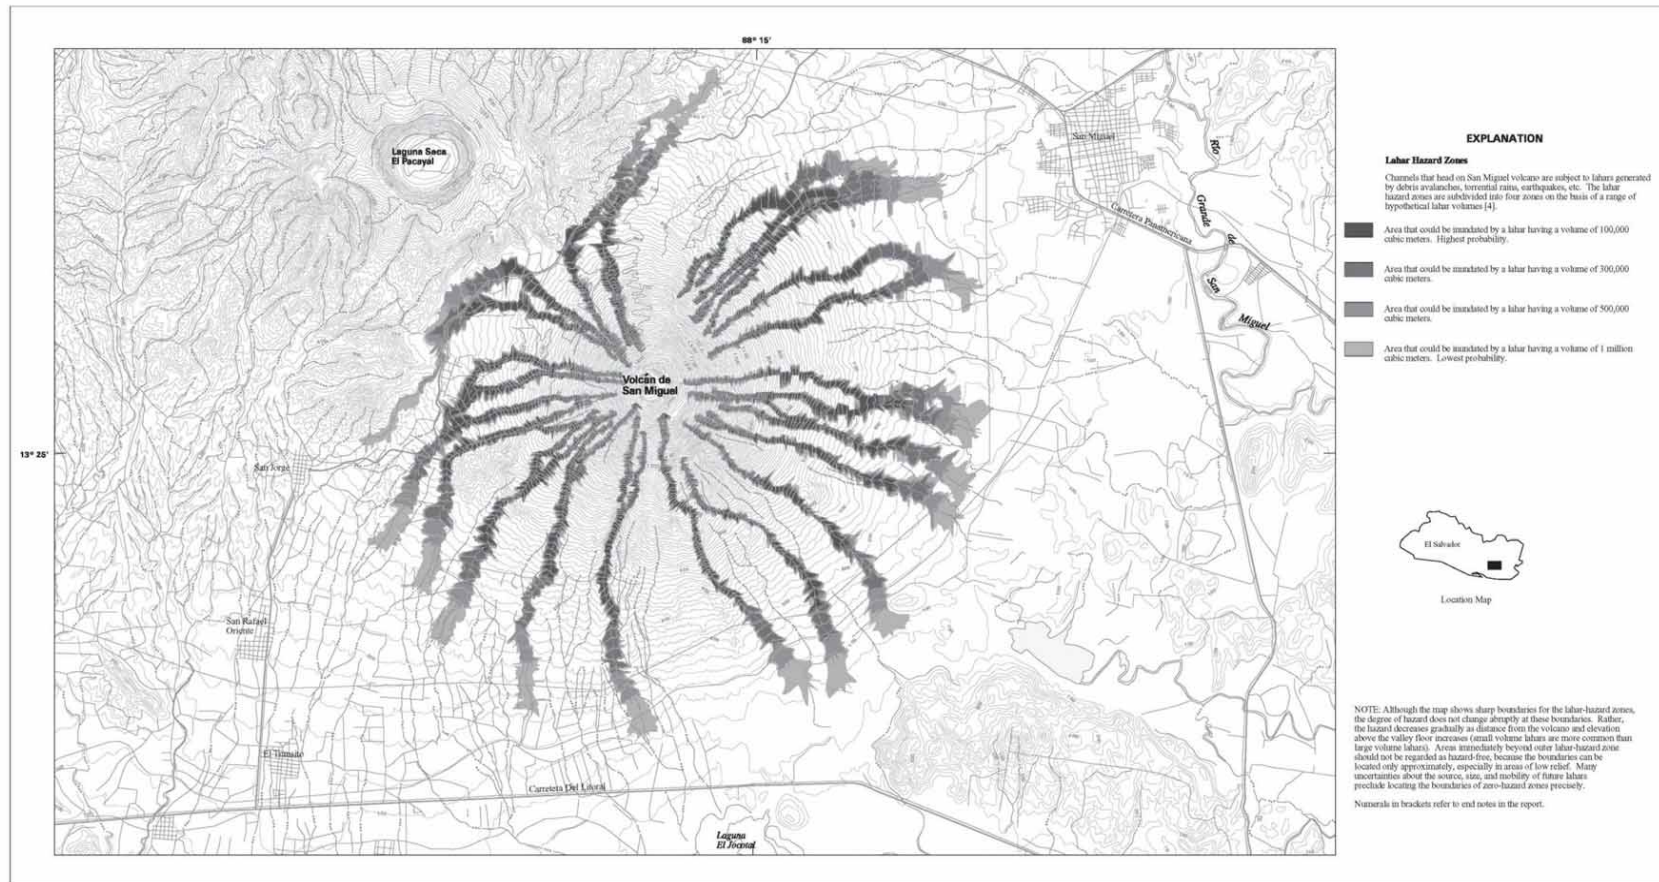 88° 15'
13° 25'
Laguna Seca
El Pacayal
San Miguel
Río
Grande
de
San
Miguel
Carretera Panamericana
Volcán de
San Miguel
San Jorge
San Rafael
Oriente
El Tránsito
Carretera Del Litoral
Laguna
El Jocotal
EXPLANATION
Lahar Hazard Zones
Channels that head on San Miguel volcano are subject to lahars generated
by debris avalanches, torrential rains, earthquakes, etc. The lahar
hazard zones are subdivided into four zones on the basis of a range of
hypothetical lahar volumes [4].
Area that could be inundated by a lahar having a volume of 100,000
cubic meters. Highest probability.
Area that could be inundated by a lahar having a volume of 300,000
cubic meters.
Area that could be inundated by a lahar having a volume of 500,000
cubic meters.
Area that could be inundated by a lahar having a volume of 1 million
cubic meters. Lowest probability.
El Salvador
Location Map
NOTE: Although the map shows sharp boundaries for the lahar-hazard zones,
the degree of hazard does not change abruptly at these boundaries. Rather,
the hazard decreases gradually as distance from the volcano and elevation
above the valley floor increases (small volume lahars are more common than
large volume lahars). Areas immediately beyond outer lahar-hazard zone
should not be regarded as hazard-free, because the boundaries can be
located only approximately, especially in areas of low relief. Many
uncertainties about the source, size, and mobility of future lahars
preclude locating the boundaries of zero-hazard zones precisely.
Numerals in brackets refer to end notes in the report.